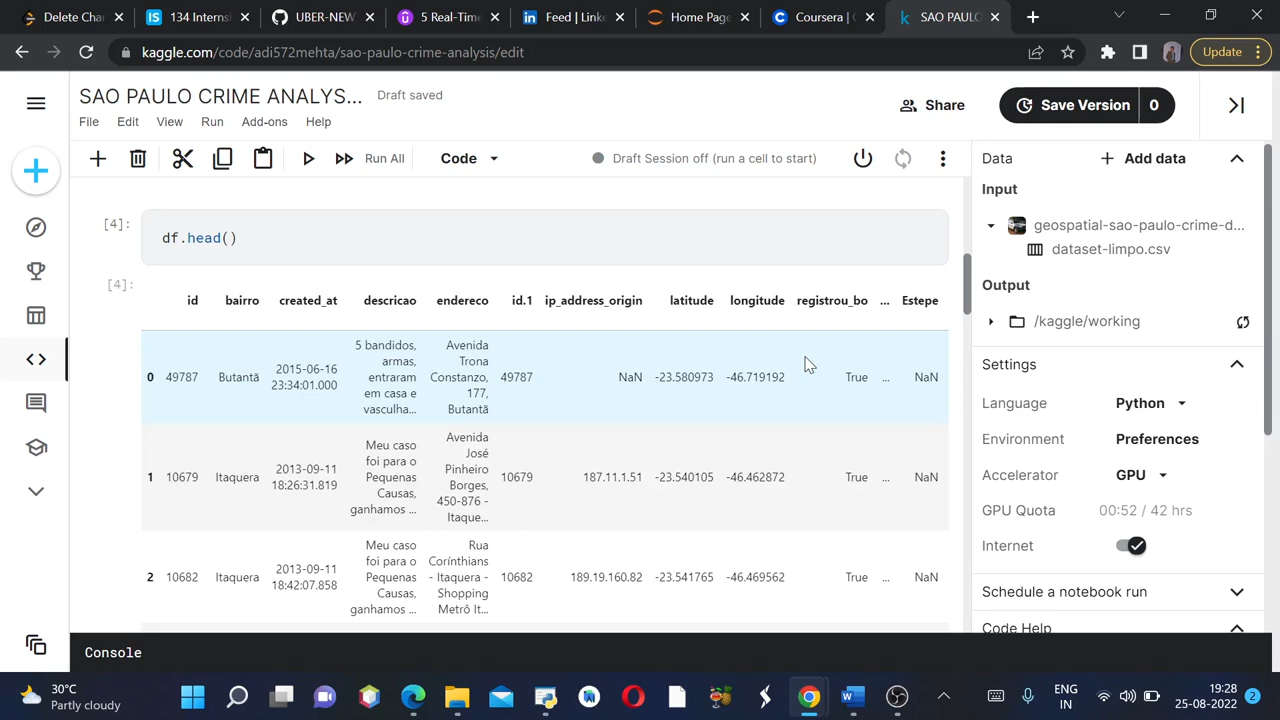 Delete Chara
134 Internsh
UBER-NEW
5 Real-Time
Feed | Linke
Home Page
Coursera | O
SAO PAULO
kaggle.com/code/adi572mehta/sao-paulo-crime-analysis/edit
Update
SAO PAULO CRIME ANALYS...
Draft saved
Share
Save Version
0
File Edit View Run Add-ons Help
Run All
Code
Draft Session off (run a cell to start)
Data
Add data
Input
geospatial-sao-paulo-crime-d...
dataset-limpo.csv
Output
/kaggle/working
Settings
Language Python
Environment Preferences
Accelerator GPU
GPU Quota 00:52 / 42 hrs
Internet
Schedule a notebook run
Code Help
[4]:
df.head()
[4]:
id bairro created_at descricao endereco id.1 ip_address_origin latitude longitude registrou_bo ... Estepe
0 49787 Butantã 2015-06-16 23:34:01.000 5 bandidos, armas, entraram em casa e vasculha... Avenida Trona Constanzo, 177, Butantã 49787 NaN -23.580973 -46.719192 True ... NaN
1 10679 Itaquera 2013-09-11 18:26:31.819 Meu caso foi para o Pequenas Causas, ganhamos ... Avenida José Pinheiro Borges, 450-876 - Itaque... 10679 187.11.1.51 -23.540105 -46.462872 True ... NaN
2 10682 Itaquera 2013-09-11 18:42:07.858 Meu caso foi para o Pequenas Causas, ganhamos ... Rua Corínthians - Itaquera - Shopping Metrô It... 10682 189.19.160.82 -23.541765 -46.469562 True ... NaN
Console
30°C
Partly cloudy
ENG
IN
19:28
25-08-2022
2